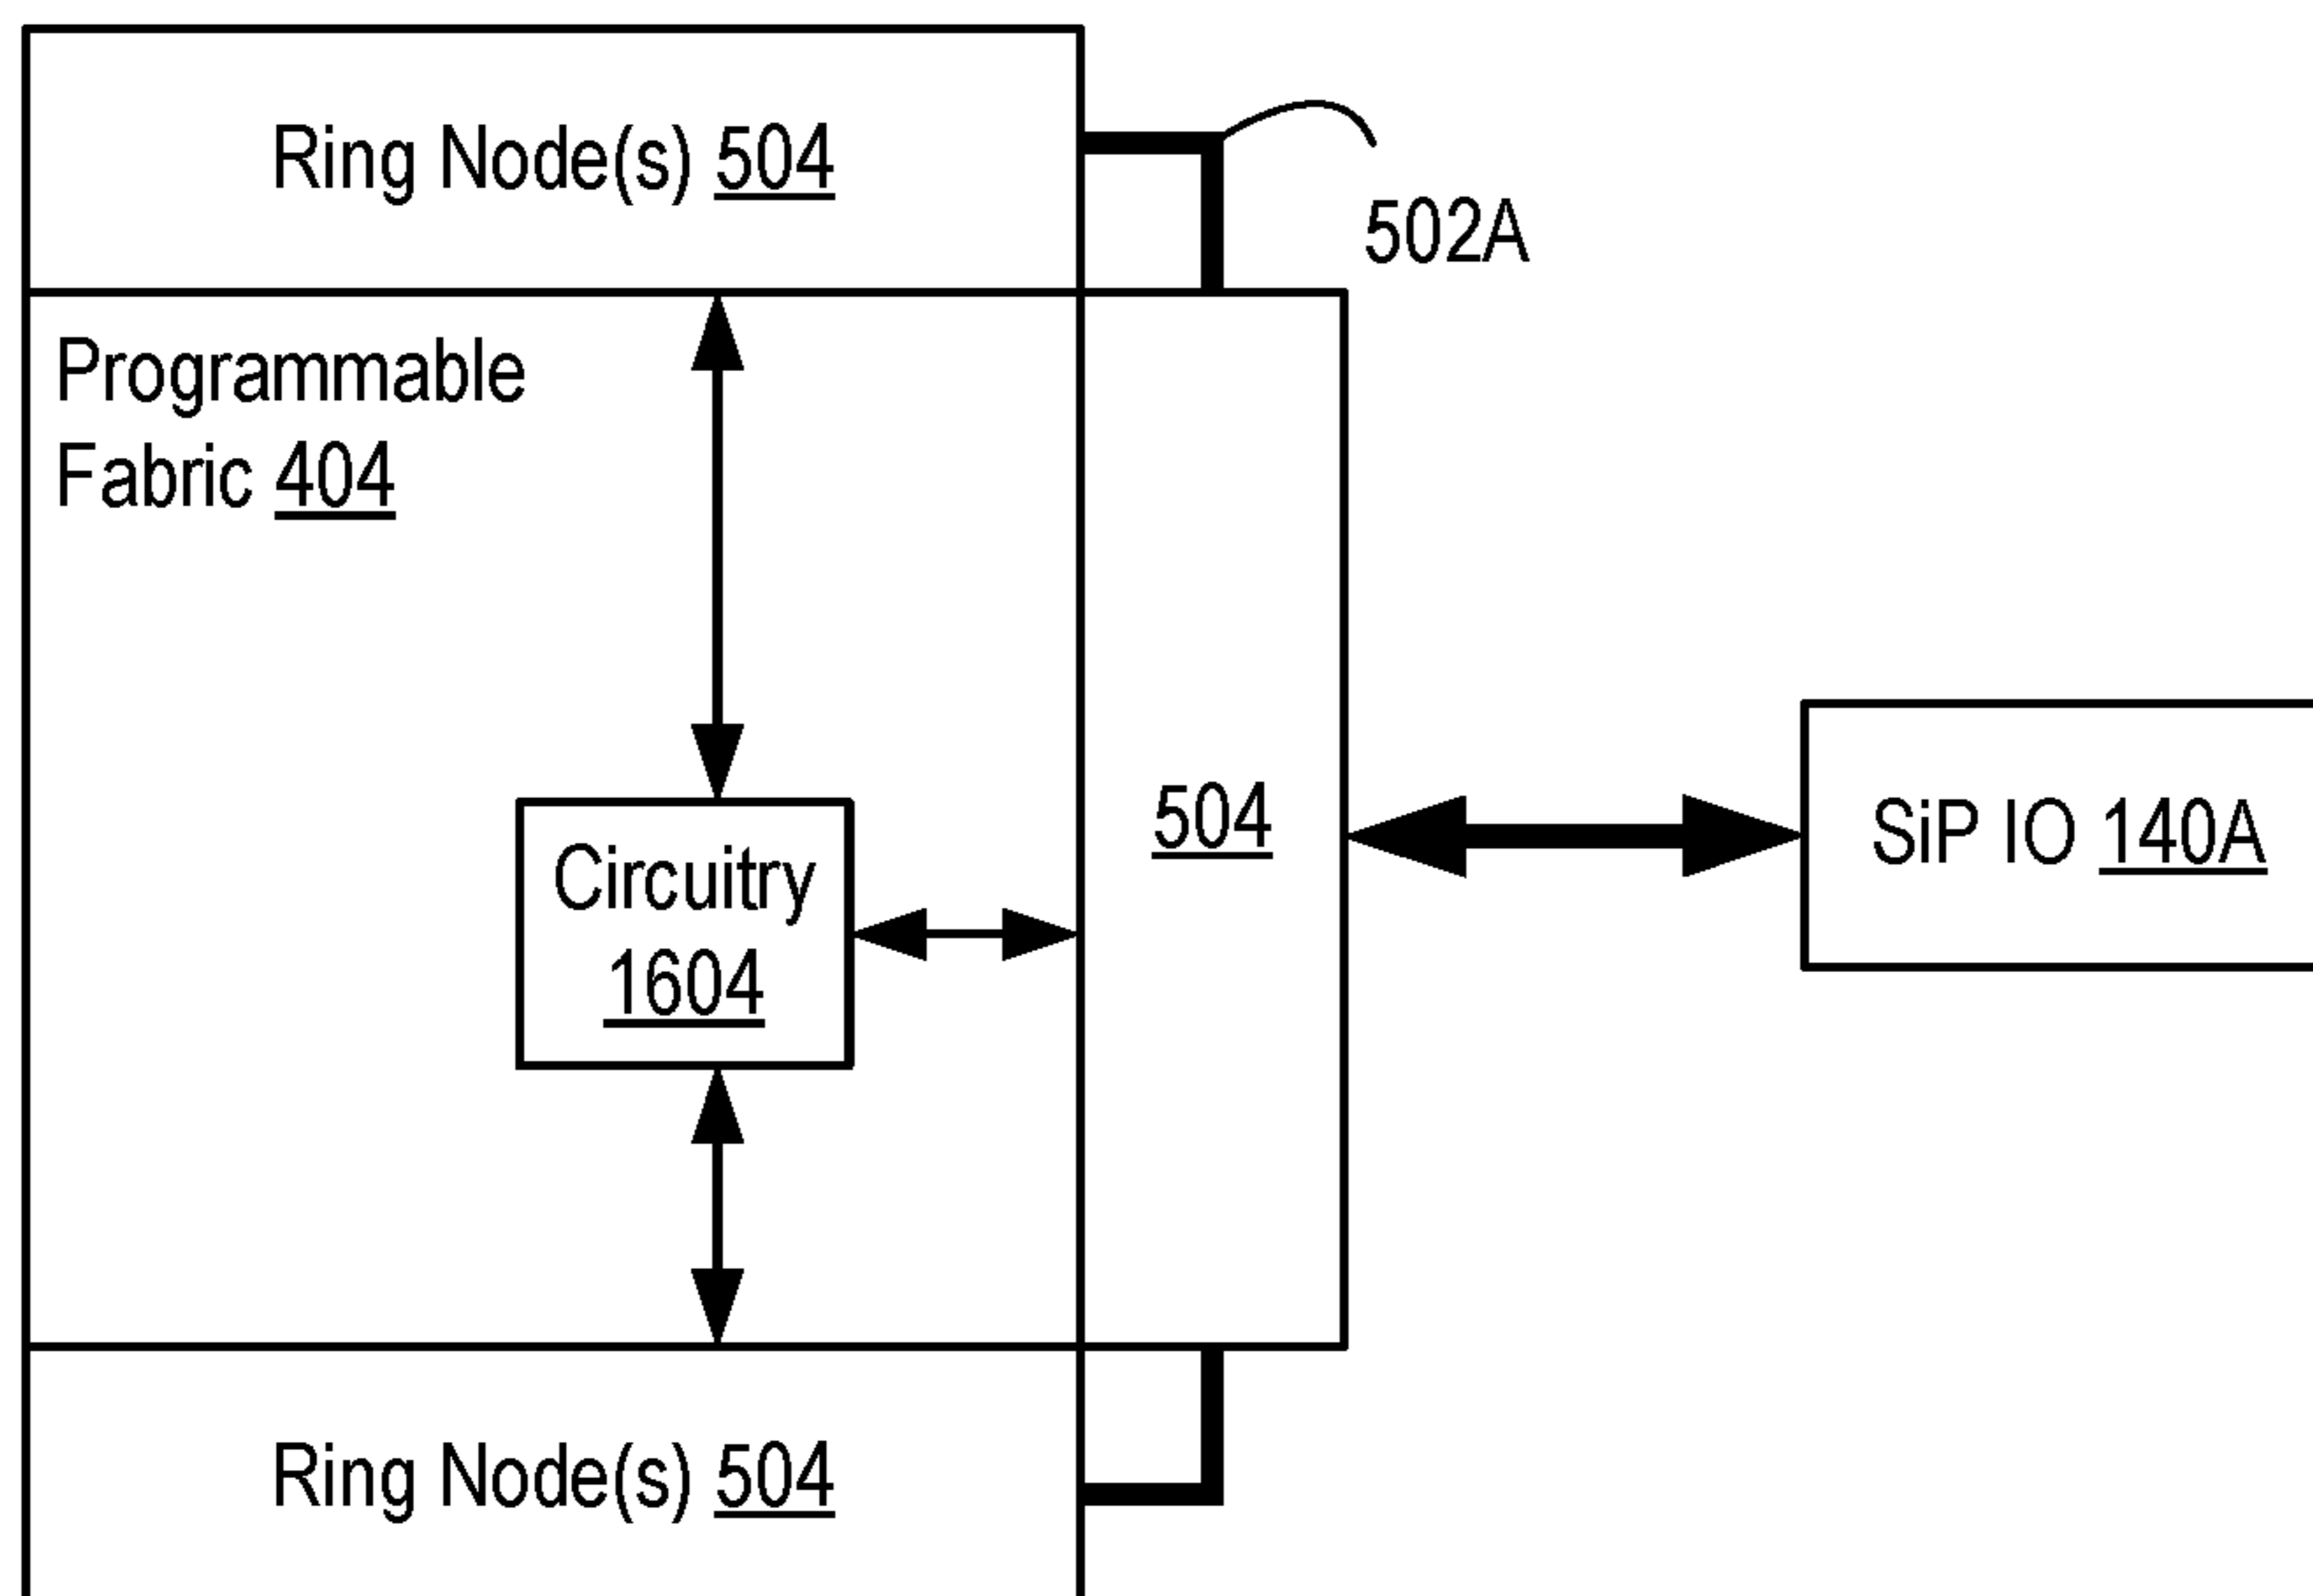 Ring Node(s) 504
502A
Programmable
Fabric 404
504
SiP IO 140A
Circuitry
1604
Ring Node(s) 504